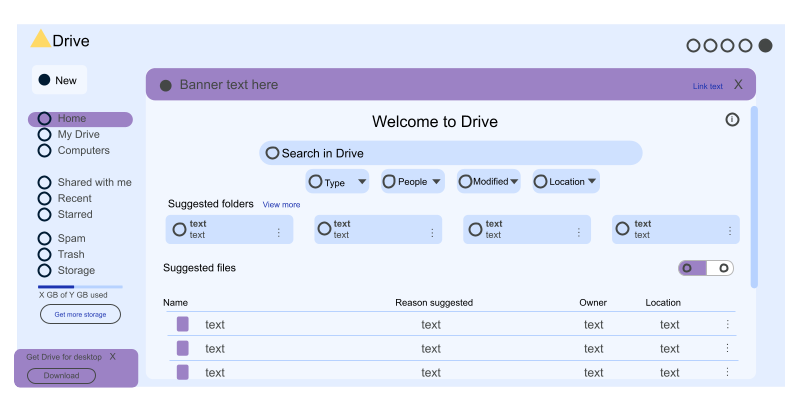 Drive
New
Banner text here
Link text X
Home
My Drive
Computers
Shared with me
Recent
Starred
Spam
Trash
Storage
X GB of Y GB used
Get more storage
Get Drive for desktop X
Download
Welcome to Drive
i
Search in Drive
Type People Modified Location
Suggested folders View more
text text text text
text text text text
Suggested files
Name Reason suggested Owner Location
text text text text
text text text text
text text text text